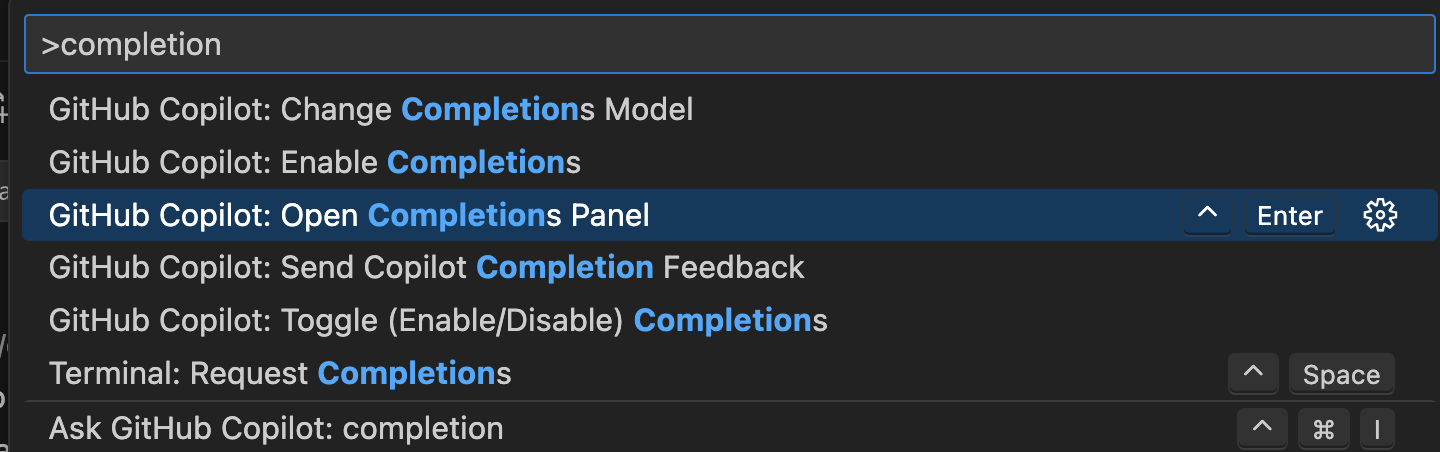 >completion
GitHub Copilot: Change Completions Model
GitHub Copilot: Enable Completions
GitHub Copilot: Open Completions Panel ^ Enter
GitHub Copilot: Send Copilot Completion Feedback
GitHub Copilot: Toggle (Enable/Disable) Completions
Terminal: Request Completions ^ Space
Ask GitHub Copilot: completion ^ ⌘ I